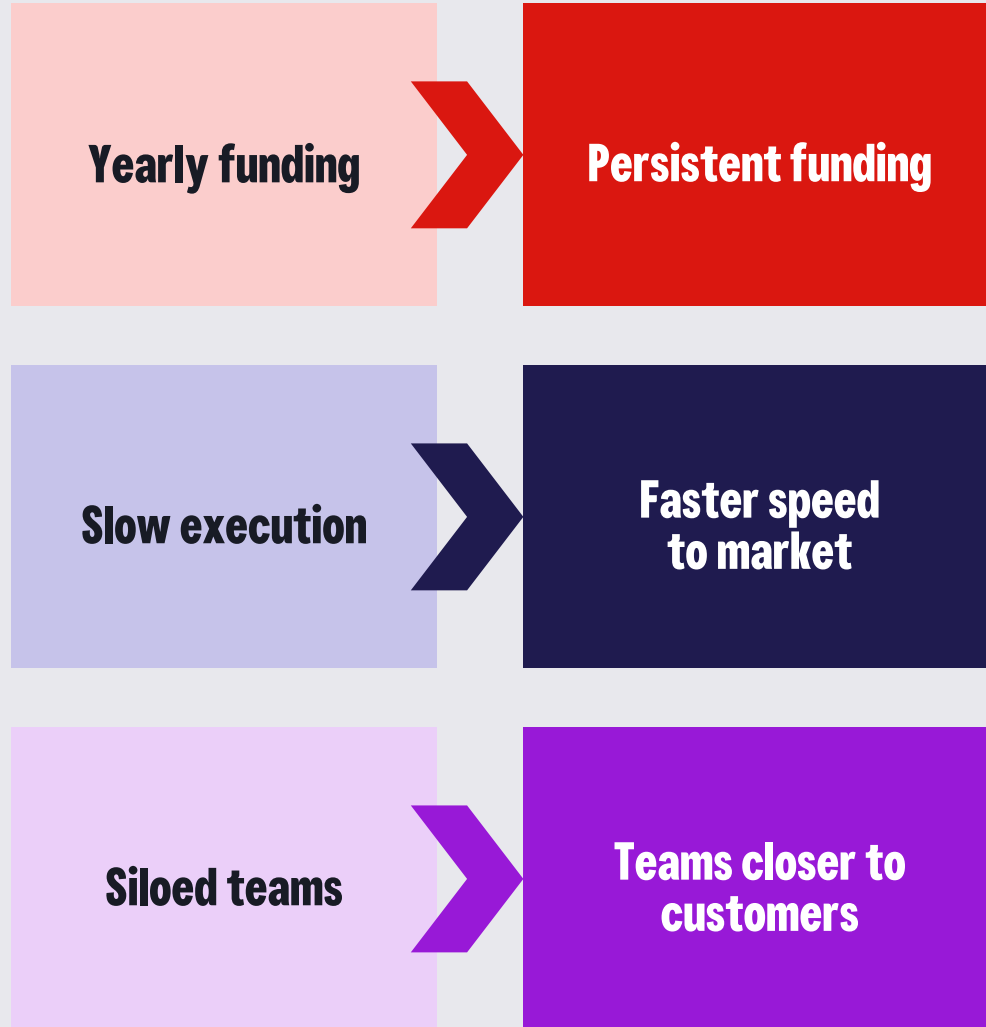 Yearly funding
Persistent funding
Slow execution
Faster speed
to market
Siloed teams
Teams closer to
customers